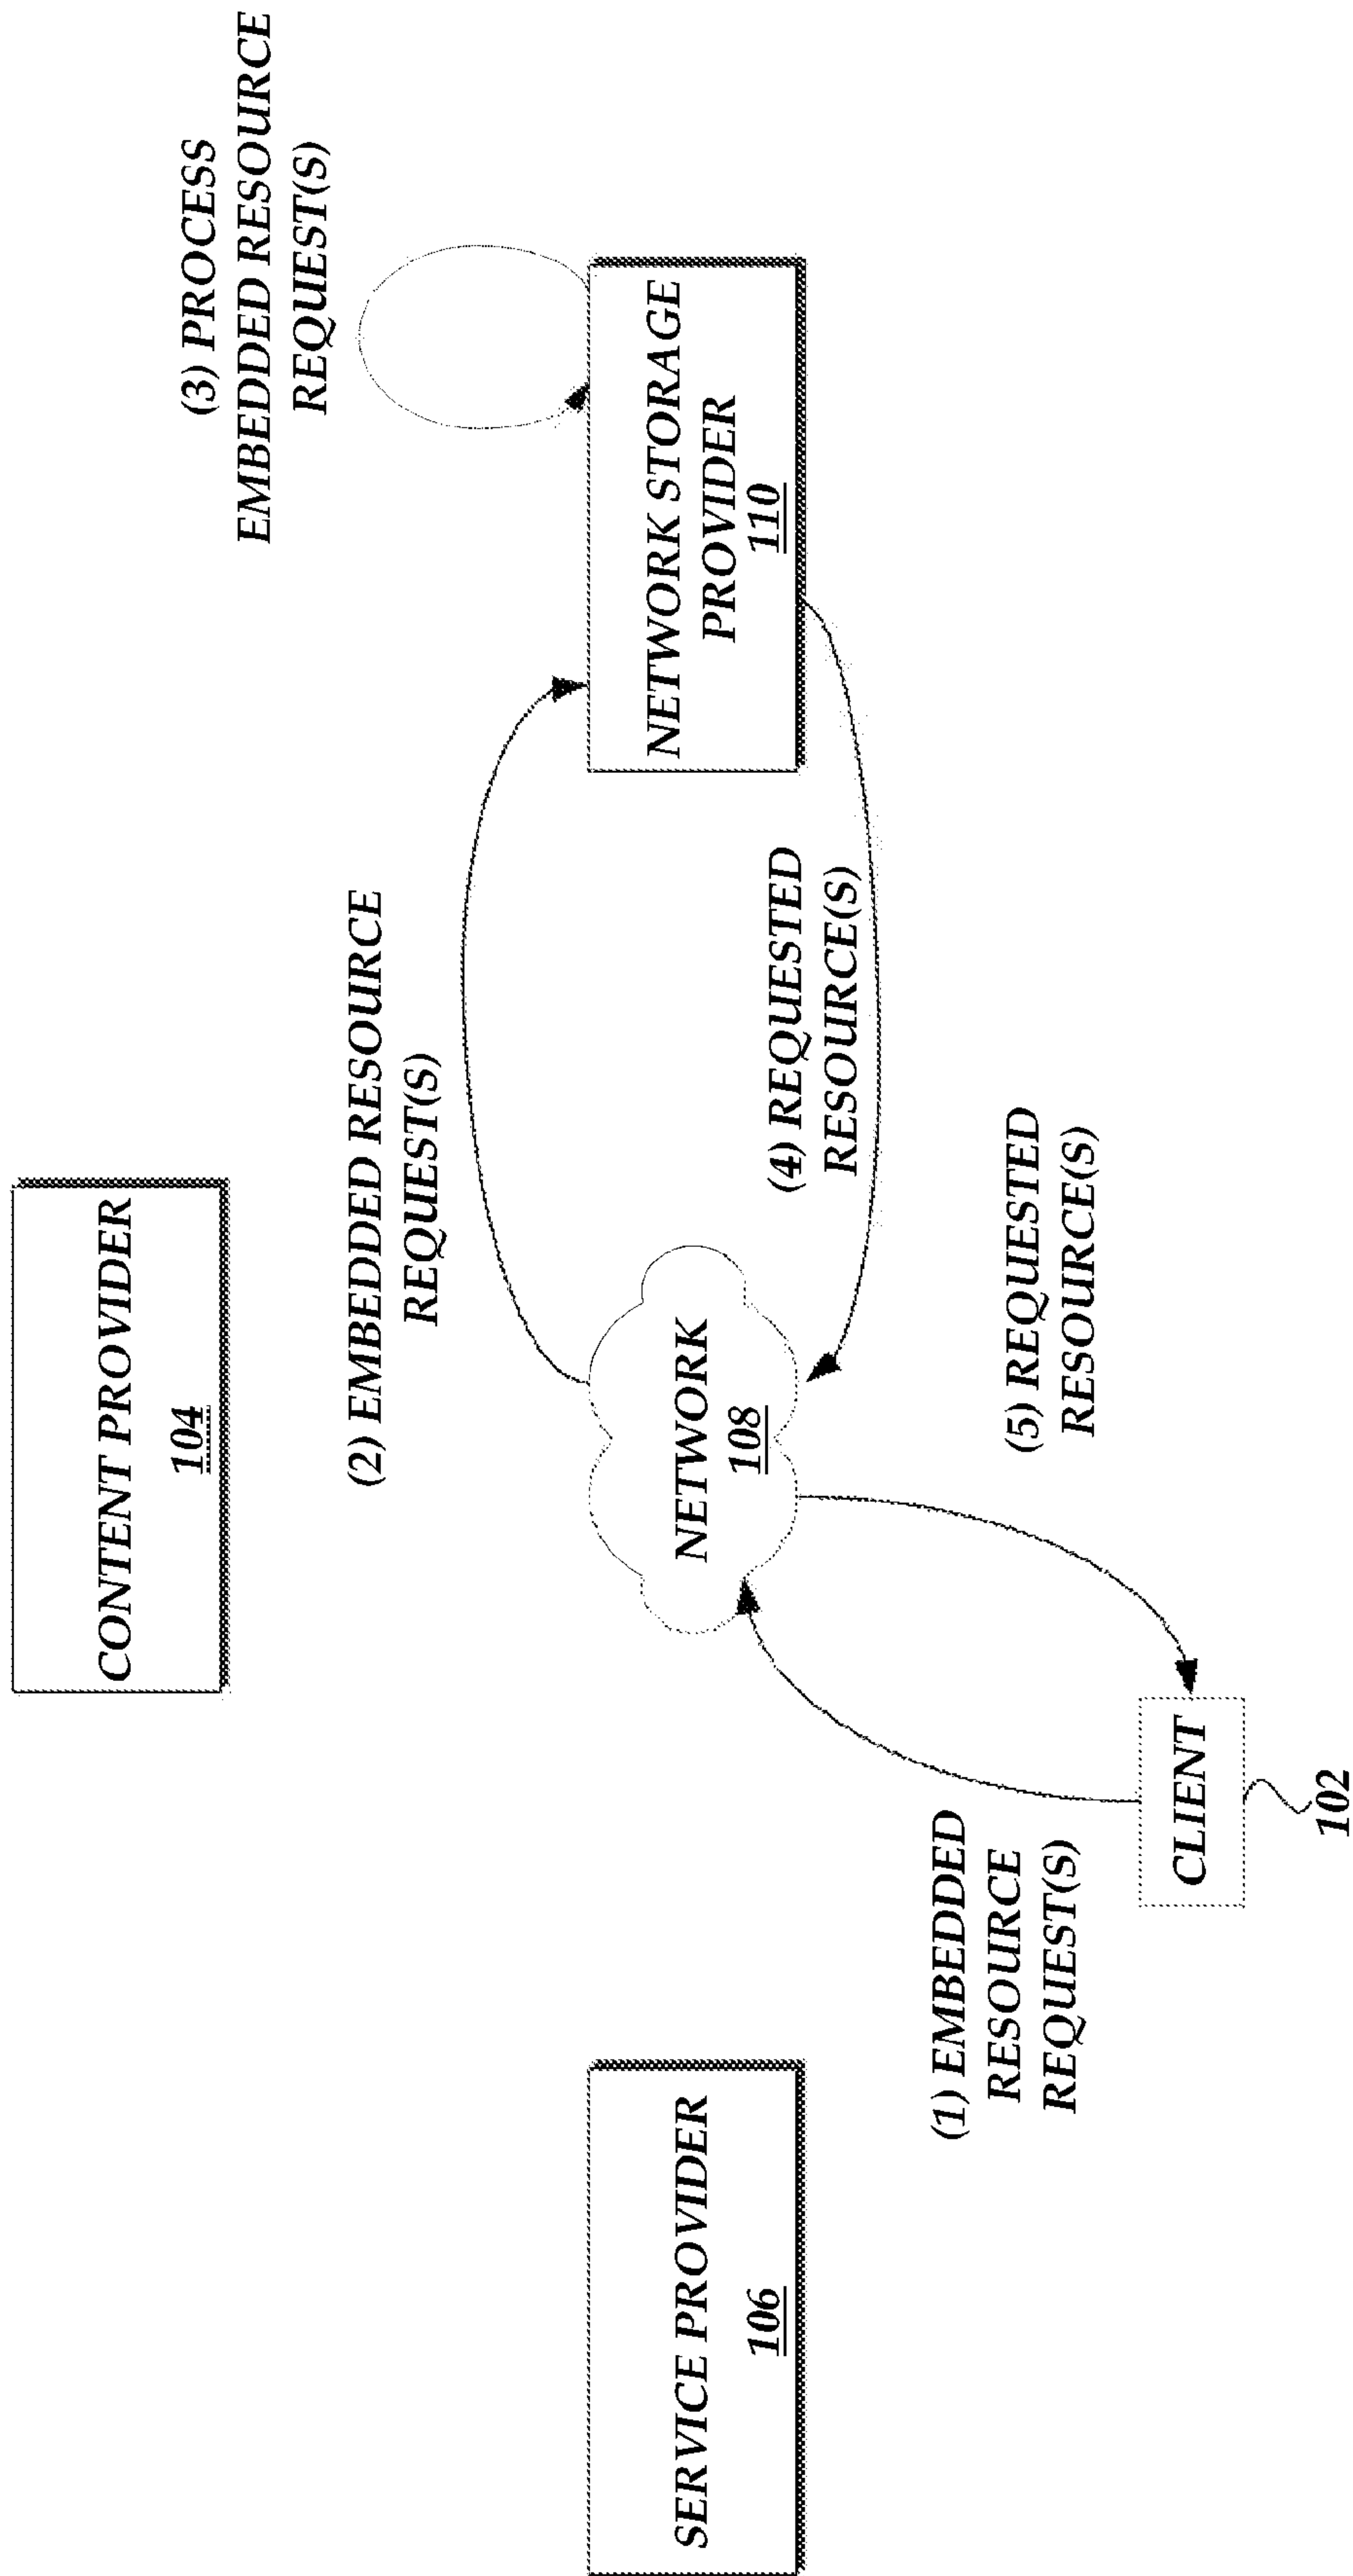 CONTENT PROVIDER
104
(3) PROCESS
EMBEDDED RESOURCE
REQUEST(S)
(2) EMBEDDED RESOURCE
REQUEST(S)
SERVICE PROVIDER
106
NETWORK
108
NETWORK STORAGE
PROVIDER
110
(4) REQUESTED
RESOURCE(S)
(1) EMBEDDED
RESOURCE
REQUEST(S)
(5) REQUESTED
RESOURCE(S)
CLIENT
102